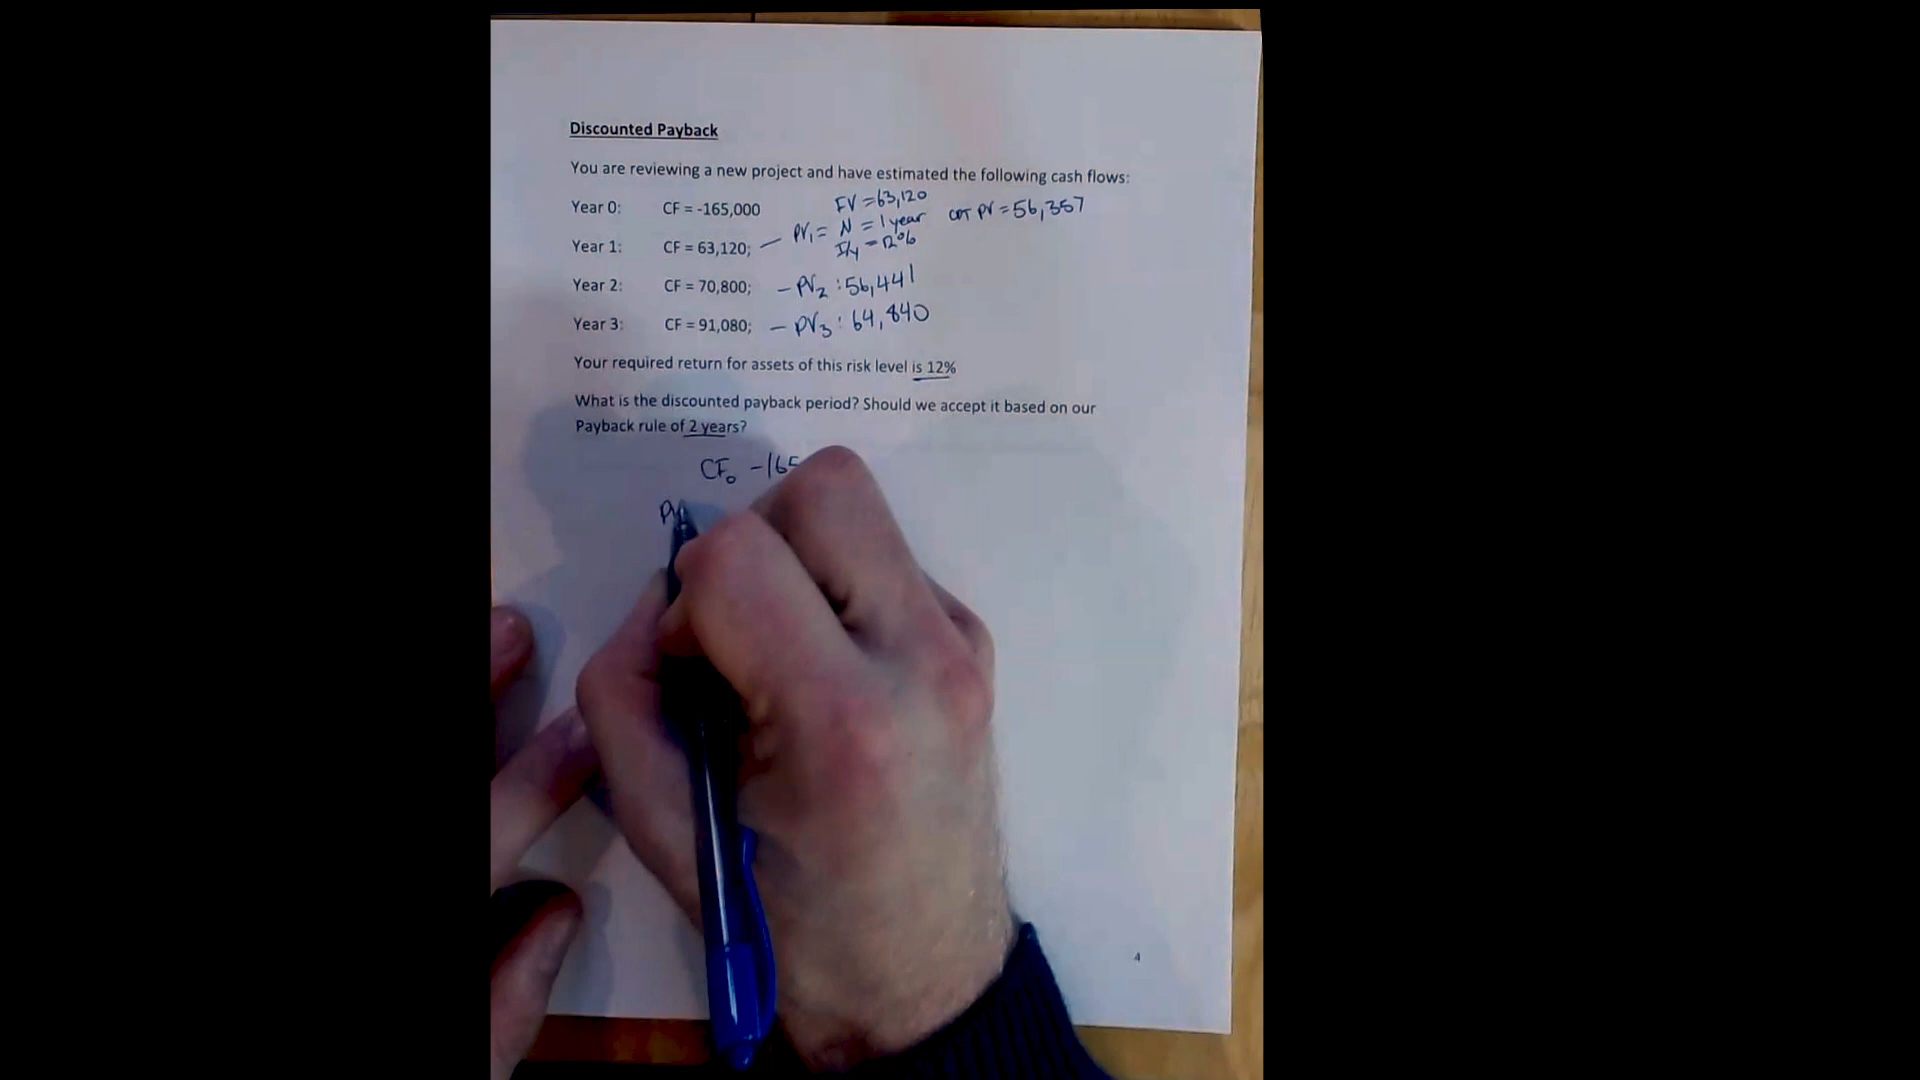 Discounted Payback
You are reviewing a new project and have estimated the following cash flows:
Year 0: CF = -165,000
FV = 63,120
Year 1: CF = 63,120; — PV₁ = N = 1 year CPT PV = 56,357
I/Y = 12%
Year 2: CF = 70,800; — PV₂ : 56,441
Year 3: CF = 91,080; — PV₃ : 64,840
Your required return for assets of this risk level is 12%
What is the discounted payback period? Should we accept it based on our
Payback rule of 2 years?
CF₀ -165
4